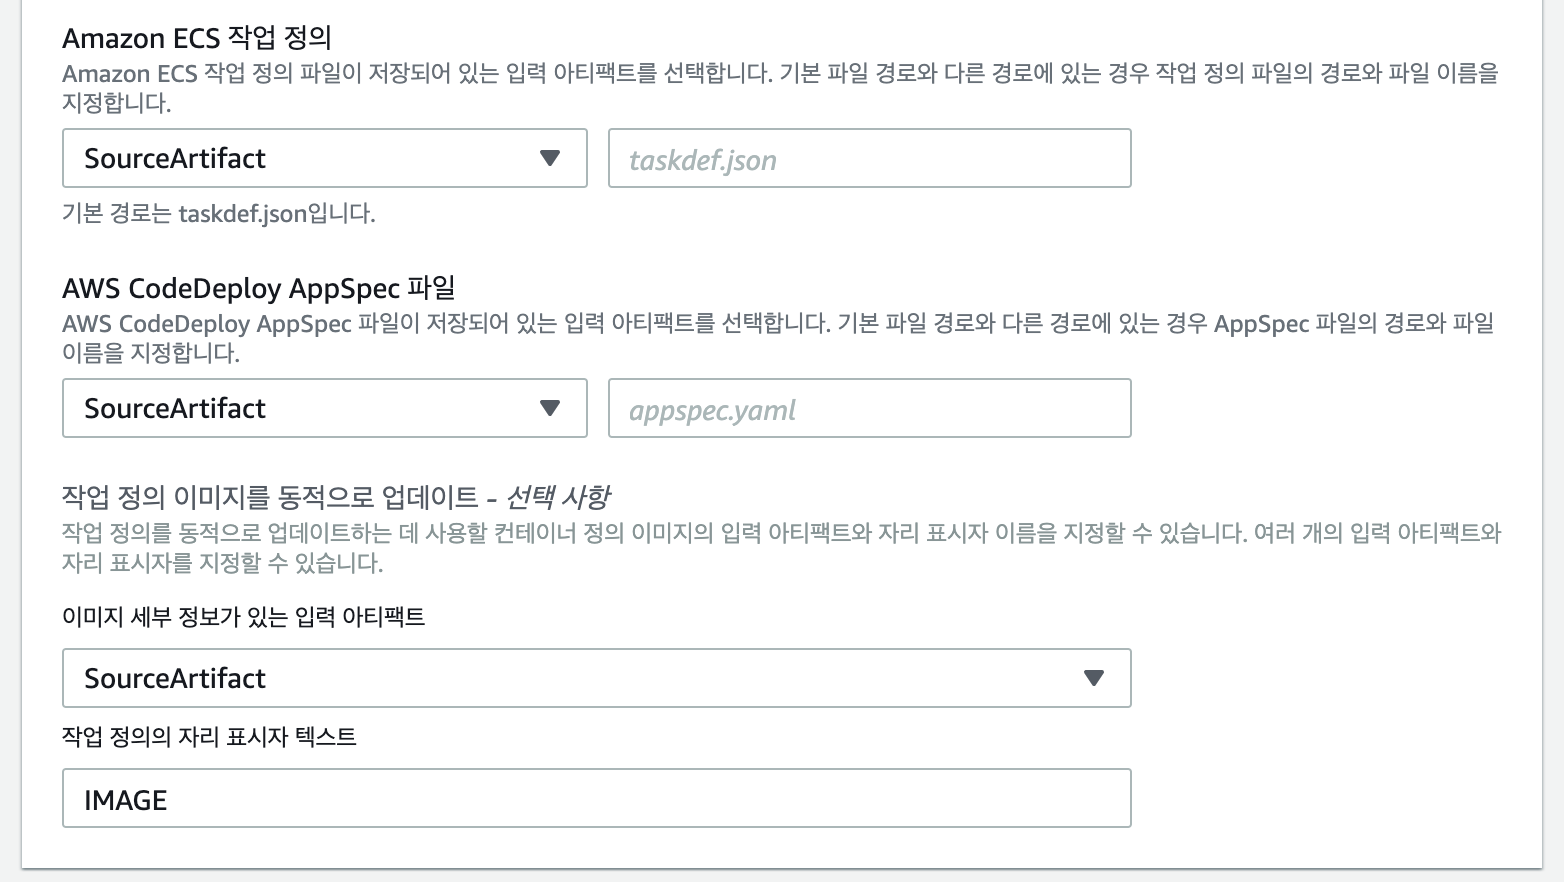 Amazon ECS 작업 정의
Amazon ECS 작업 정의 파일이 저장되어 있는 입력 아티팩트를 선택합니다. 기본 파일 경로와 다른 경로에 있는 경우 작업 정의 파일의 경로와 파일 이름을
지정합니다.
SourceArtifact
taskdef.json
기본 경로는 taskdef.json입니다.
AWS CodeDeploy AppSpec 파일
AWS CodeDeploy AppSpec 파일이 저장되어 있는 입력 아티팩트를 선택합니다. 기본 파일 경로와 다른 경로에 있는 경우 AppSpec 파일의 경로와 파일
이름을 지정합니다.
SourceArtifact
appspec.yaml
작업 정의 이미지를 동적으로 업데이트 - 선택 사항
작업 정의를 동적으로 업데이트하는 데 사용할 컨테이너 정의 이미지의 입력 아티팩트와 자리 표시자 이름을 지정할 수 있습니다. 여러 개의 입력 아티팩트와
자리 표시자를 지정할 수 있습니다.
이미지 세부 정보가 있는 입력 아티팩트
SourceArtifact
작업 정의의 자리 표시자 텍스트
IMAGE